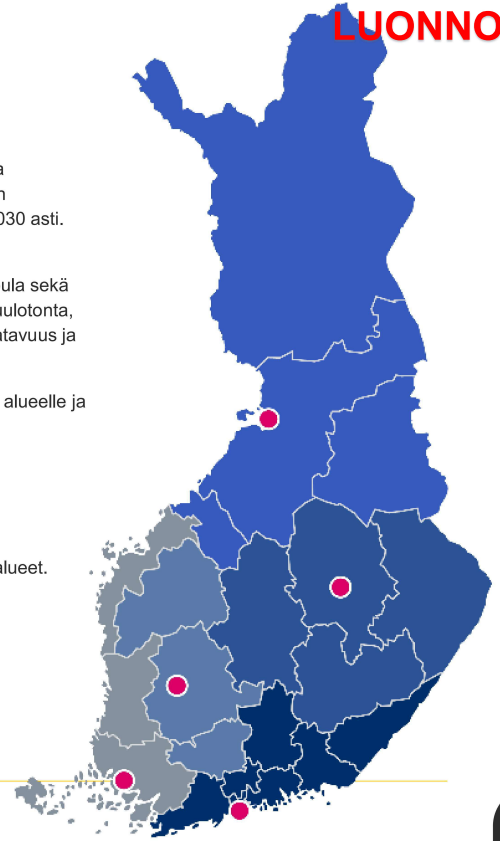 LUONNO
a
n
030 asti.
ula sekä
uulotonta,
atavuus ja
alueelle ja
alueet.